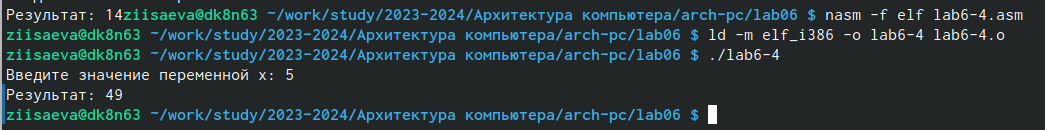 Результат: 14ziisaeva@dk8n63 ~/work/study/2023-2024/Архитектура компьютера/arch-pc/lab06 $ nasm -f elf lab6-4.asm
ziisaeva@dk8n63 ~/work/study/2023-2024/Архитектура компьютера/arch-pc/lab06 $ ld -m elf_i386 -o lab6-4 lab6-4.o
ziisaeva@dk8n63 ~/work/study/2023-2024/Архитектура компьютера/arch-pc/lab06 $ ./lab6-4
Введите значение переменной x: 5
Результат: 49
ziisaeva@dk8n63 ~/work/study/2023-2024/Архитектура компьютера/arch-pc/lab06 $